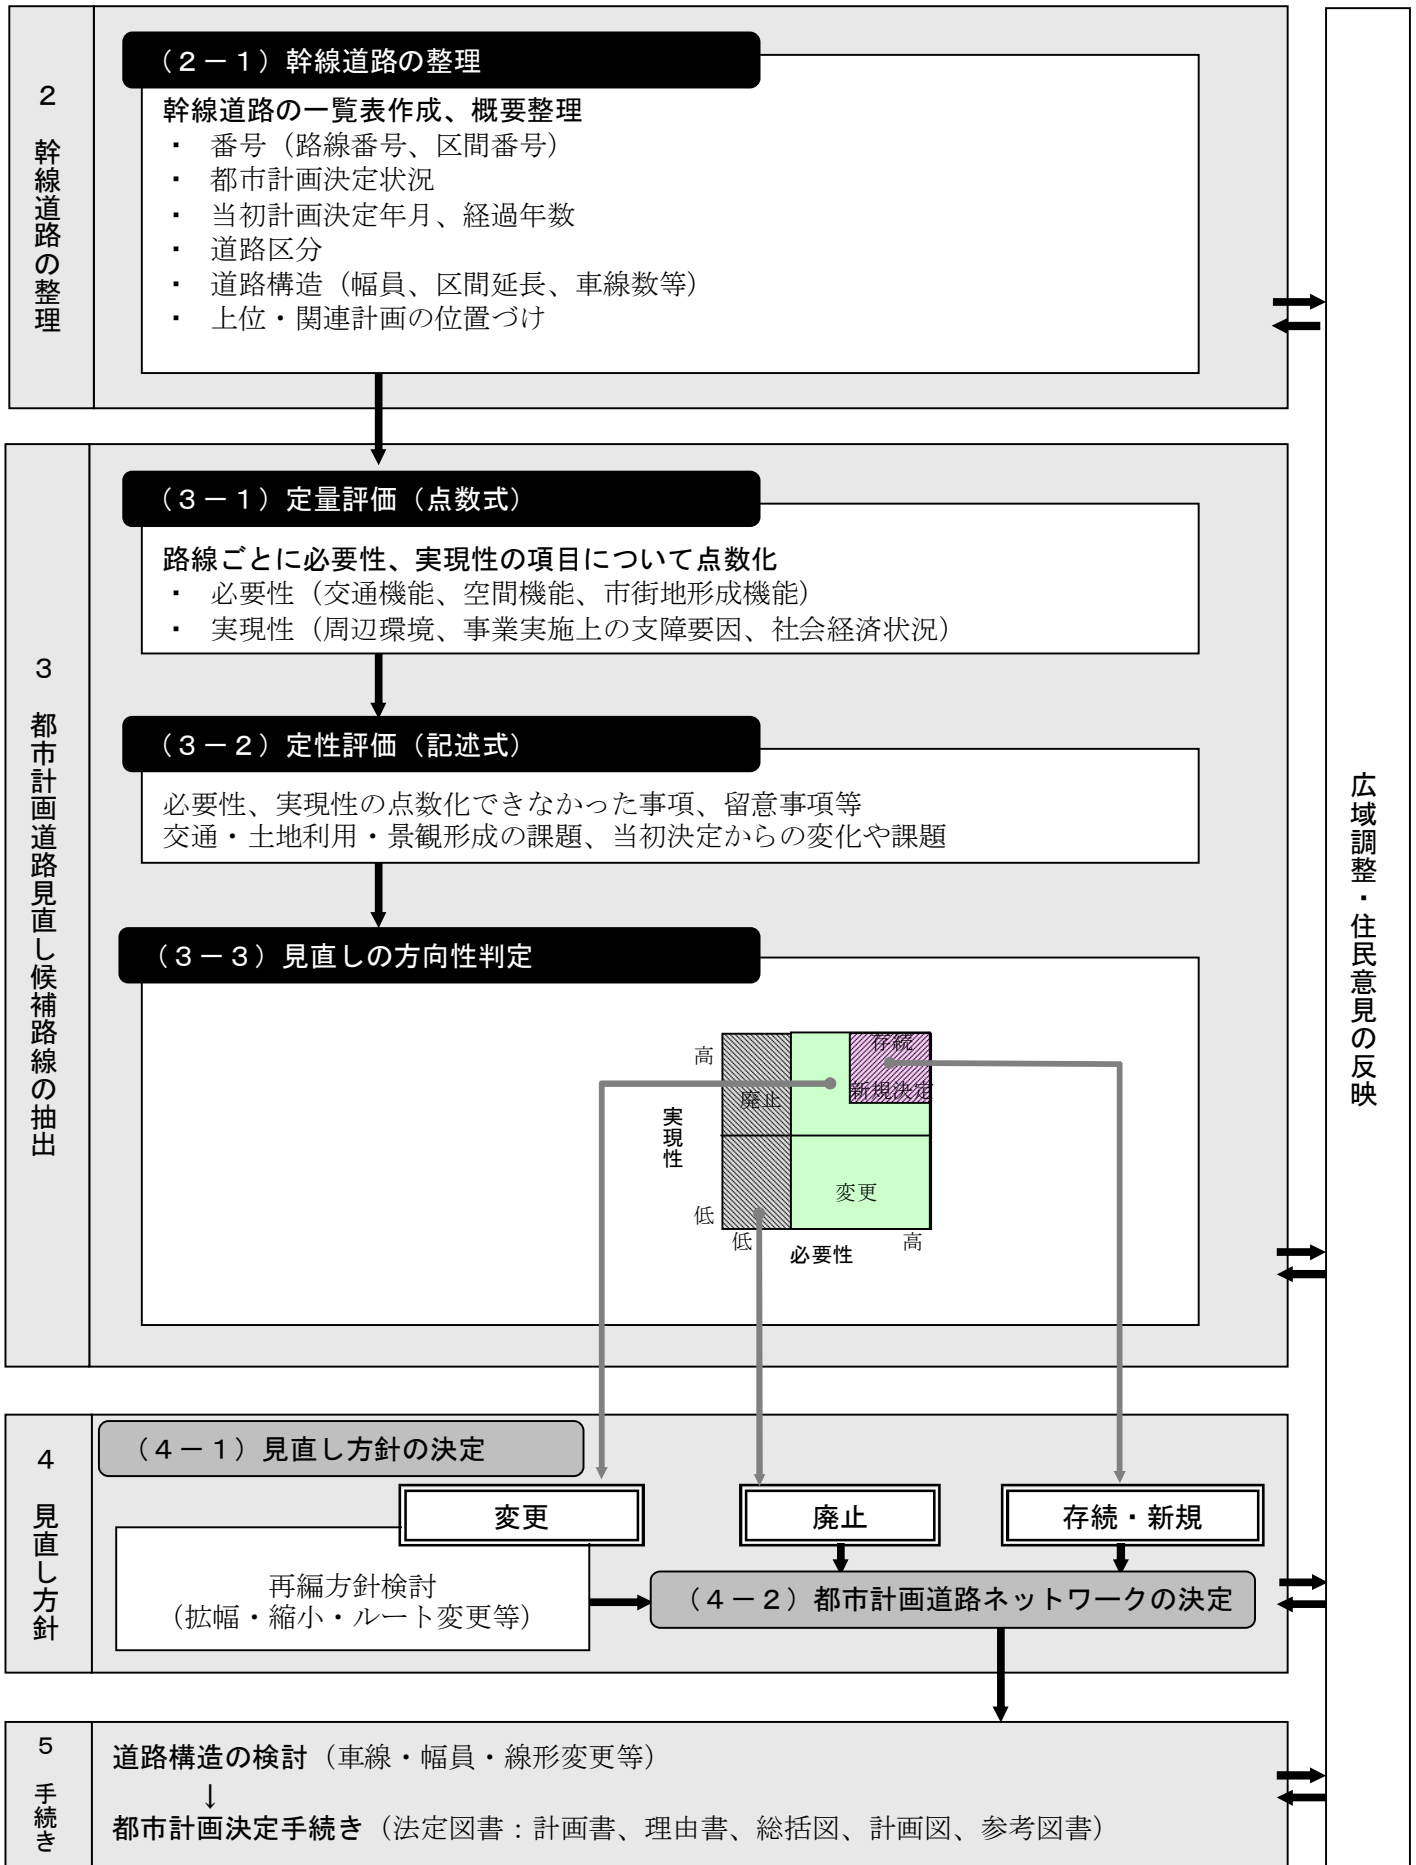 2 幹線道路の整理
(2-1)幹線道路の整理
幹線道路の一覧表作成、概要整理
・ 番号(路線番号、区間番号)
・ 都市計画決定状況
・ 当初計画決定年月、経過年数
・ 道路区分
・ 道路構造(幅員、区間延長、車線数等)
・ 上位・関連計画の位置づけ
3 都市計画道路見直し候補路線の抽出
(3-1)定量評価(点数式)
路線ごとに必要性、実現性の項目について点数化
・ 必要性(交通機能、空間機能、市街地形成機能)
・ 実現性(周辺環境、事業実施上の支障要因、社会経済状況)
(3-2)定性評価(記述式)
必要性、実現性の点数化できなかった事項、留意事項等
交通・土地利用・景観形成の課題、当初決定からの変化や課題
(3-3)見直しの方向性判定
高
実現性
低
廃止
存続
新規決定
変更
低
必要性
高
4 見直し方針
(4-1)見直し方針の決定
変更
廃止
存続・新規
再編方針検討
(拡幅・縮小・ルート変更等)
(4-2)都市計画道路ネットワークの決定
5 手続き
道路構造の検討(車線・幅員・線形変更等)
↓
都市計画決定手続き(法定図書:計画書、理由書、総括図、計画図、参考図書)
広域調整・住民意見の反映